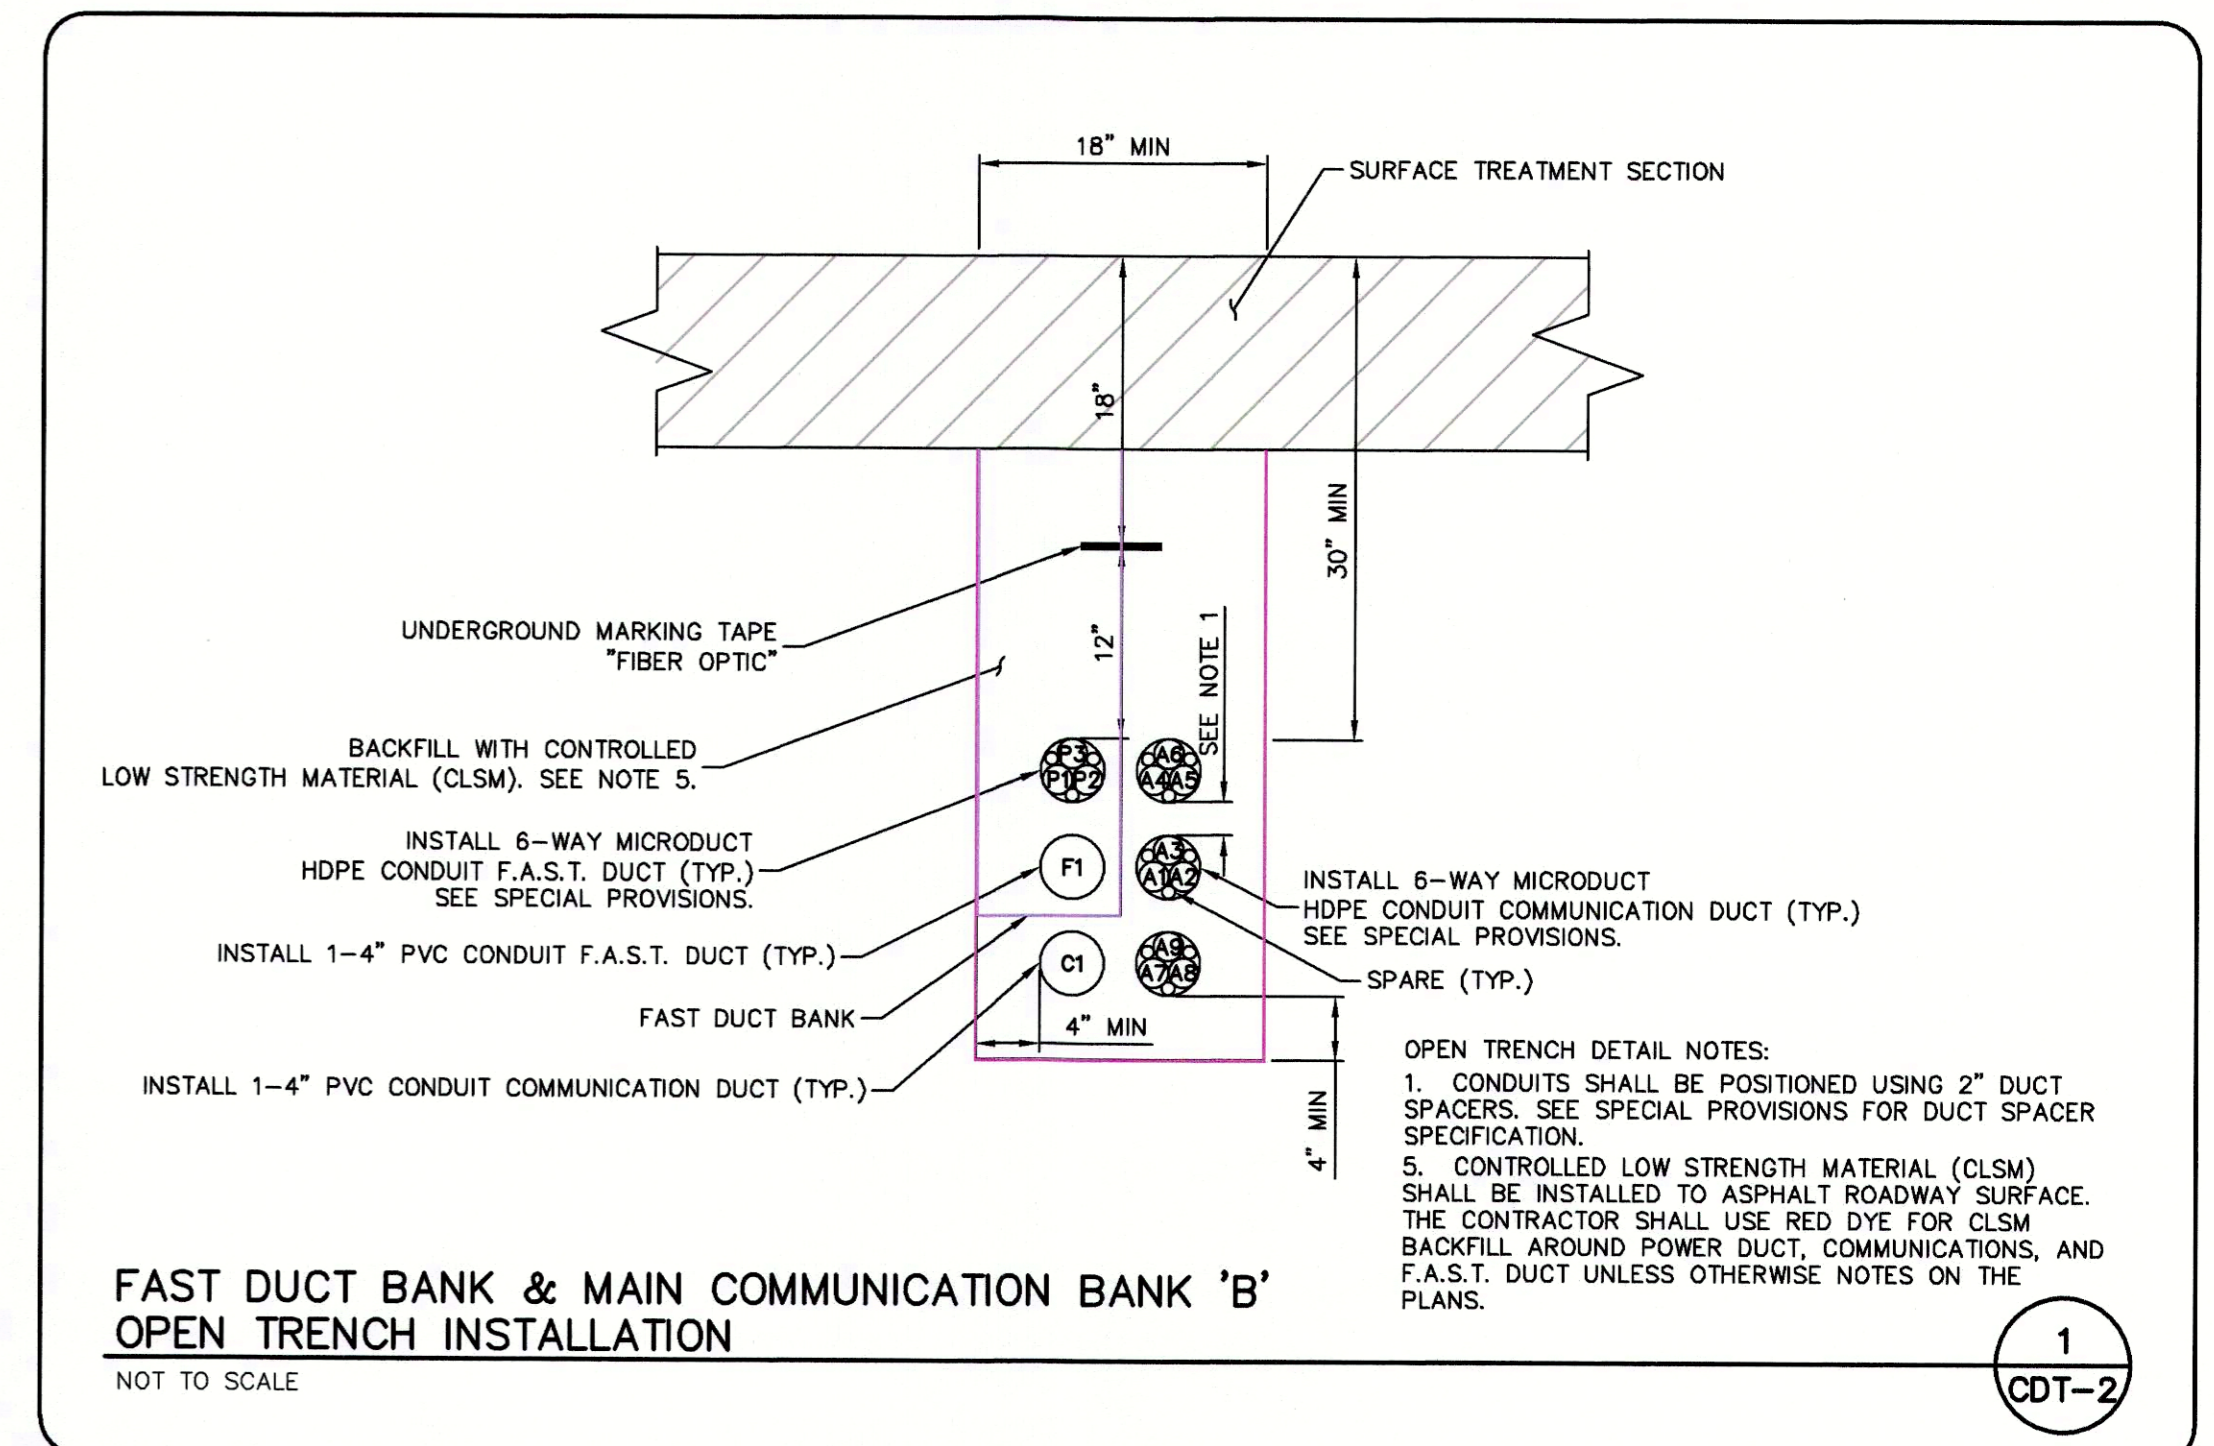 18" MIN
SURFACE TREATMENT SECTION
18"
30" MIN
UNDERGROUND MARKING TAPE
"FIBER OPTIC"
12"
SEE NOTE 1
BACKFILL WITH CONTROLLED
LOW STRENGTH MATERIAL (CLSM). SEE NOTE 5.
P3
P1 P2
A6
A4 A5
INSTALL 6-WAY MICRODUCT
HDPE CONDUIT F.A.S.T. DUCT (TYP.)
SEE SPECIAL PROVISIONS.
F1
A3
A1 A2
INSTALL 6-WAY MICRODUCT
HDPE CONDUIT COMMUNICATION DUCT (TYP.)
SEE SPECIAL PROVISIONS.
INSTALL 1-4" PVC CONDUIT F.A.S.T. DUCT (TYP.)
C1
A9
A7 A8
SPARE (TYP.)
FAST DUCT BANK
4" MIN
INSTALL 1-4" PVC CONDUIT COMMUNICATION DUCT (TYP.)
4" MIN
OPEN TRENCH DETAIL NOTES:
1. CONDUITS SHALL BE POSITIONED USING 2" DUCT
SPACERS. SEE SPECIAL PROVISIONS FOR DUCT SPACER
SPECIFICATION.
5. CONTROLLED LOW STRENGTH MATERIAL (CLSM)
SHALL BE INSTALLED TO ASPHALT ROADWAY SURFACE.
THE CONTRACTOR SHALL USE RED DYE FOR CLSM
BACKFILL AROUND POWER DUCT, COMMUNICATIONS, AND
F.A.S.T. DUCT UNLESS OTHERWISE NOTES ON THE
PLANS.
FAST DUCT BANK & MAIN COMMUNICATION BANK 'B'
OPEN TRENCH INSTALLATION
NOT TO SCALE
1
CDT-2